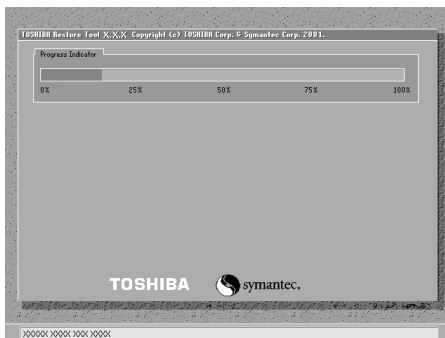 TOSHIBA Restore Tool X.X.X Copyright (c) TOSHIBA Corp. & Symantec Corp. 2001.
Progress Indicator
0% 25% 50% 75% 100%
TOSHIBA symantec.
XXXXX XXXX XXX XXXX